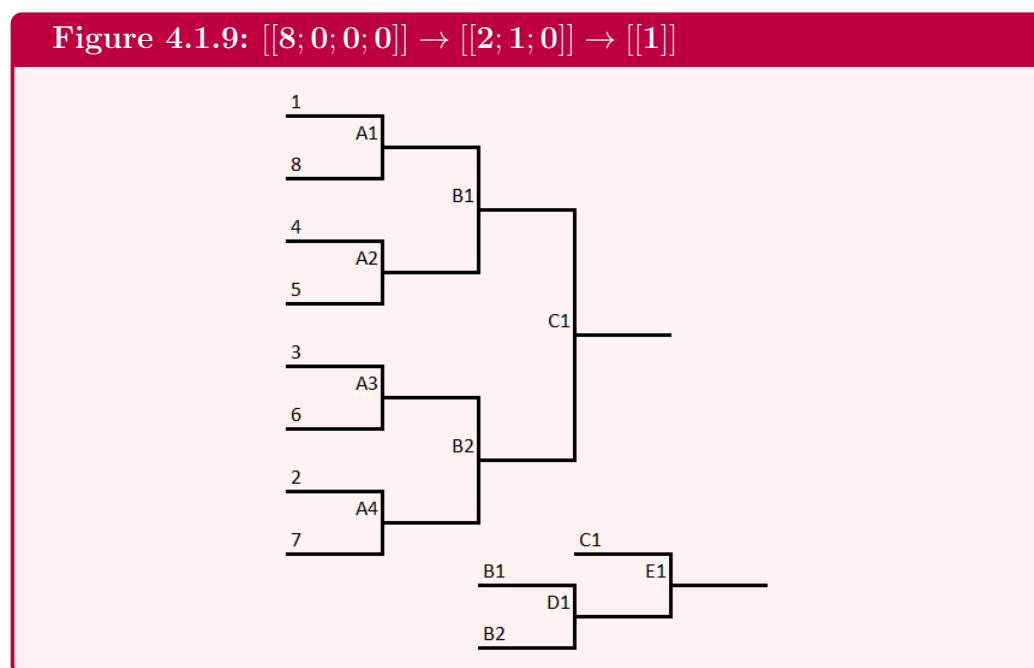 Figure 4.1.9: [[8; 0; 0; 0]] → [[2; 1; 0]] → [[1]]
1
A1
8
B1
4
A2
5
C1
3
A3
6
B2
2
A4
7
C1
B1
E1
D1
B2